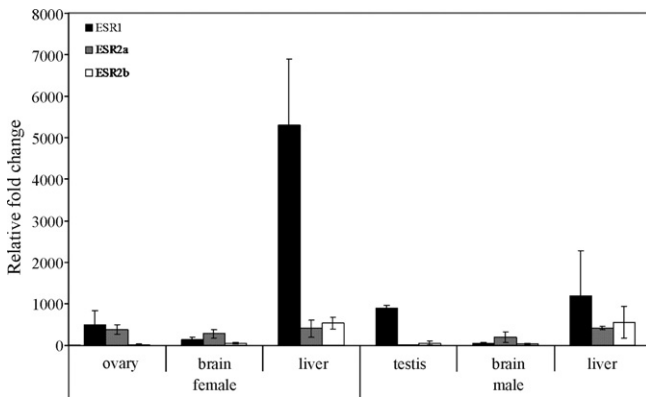 8000
7000
6000
5000
4000
3000
2000
1000
0
Relative fold change
ESR1
ESR2a
ESR2b
ovary brain liver testis brain liver
female male